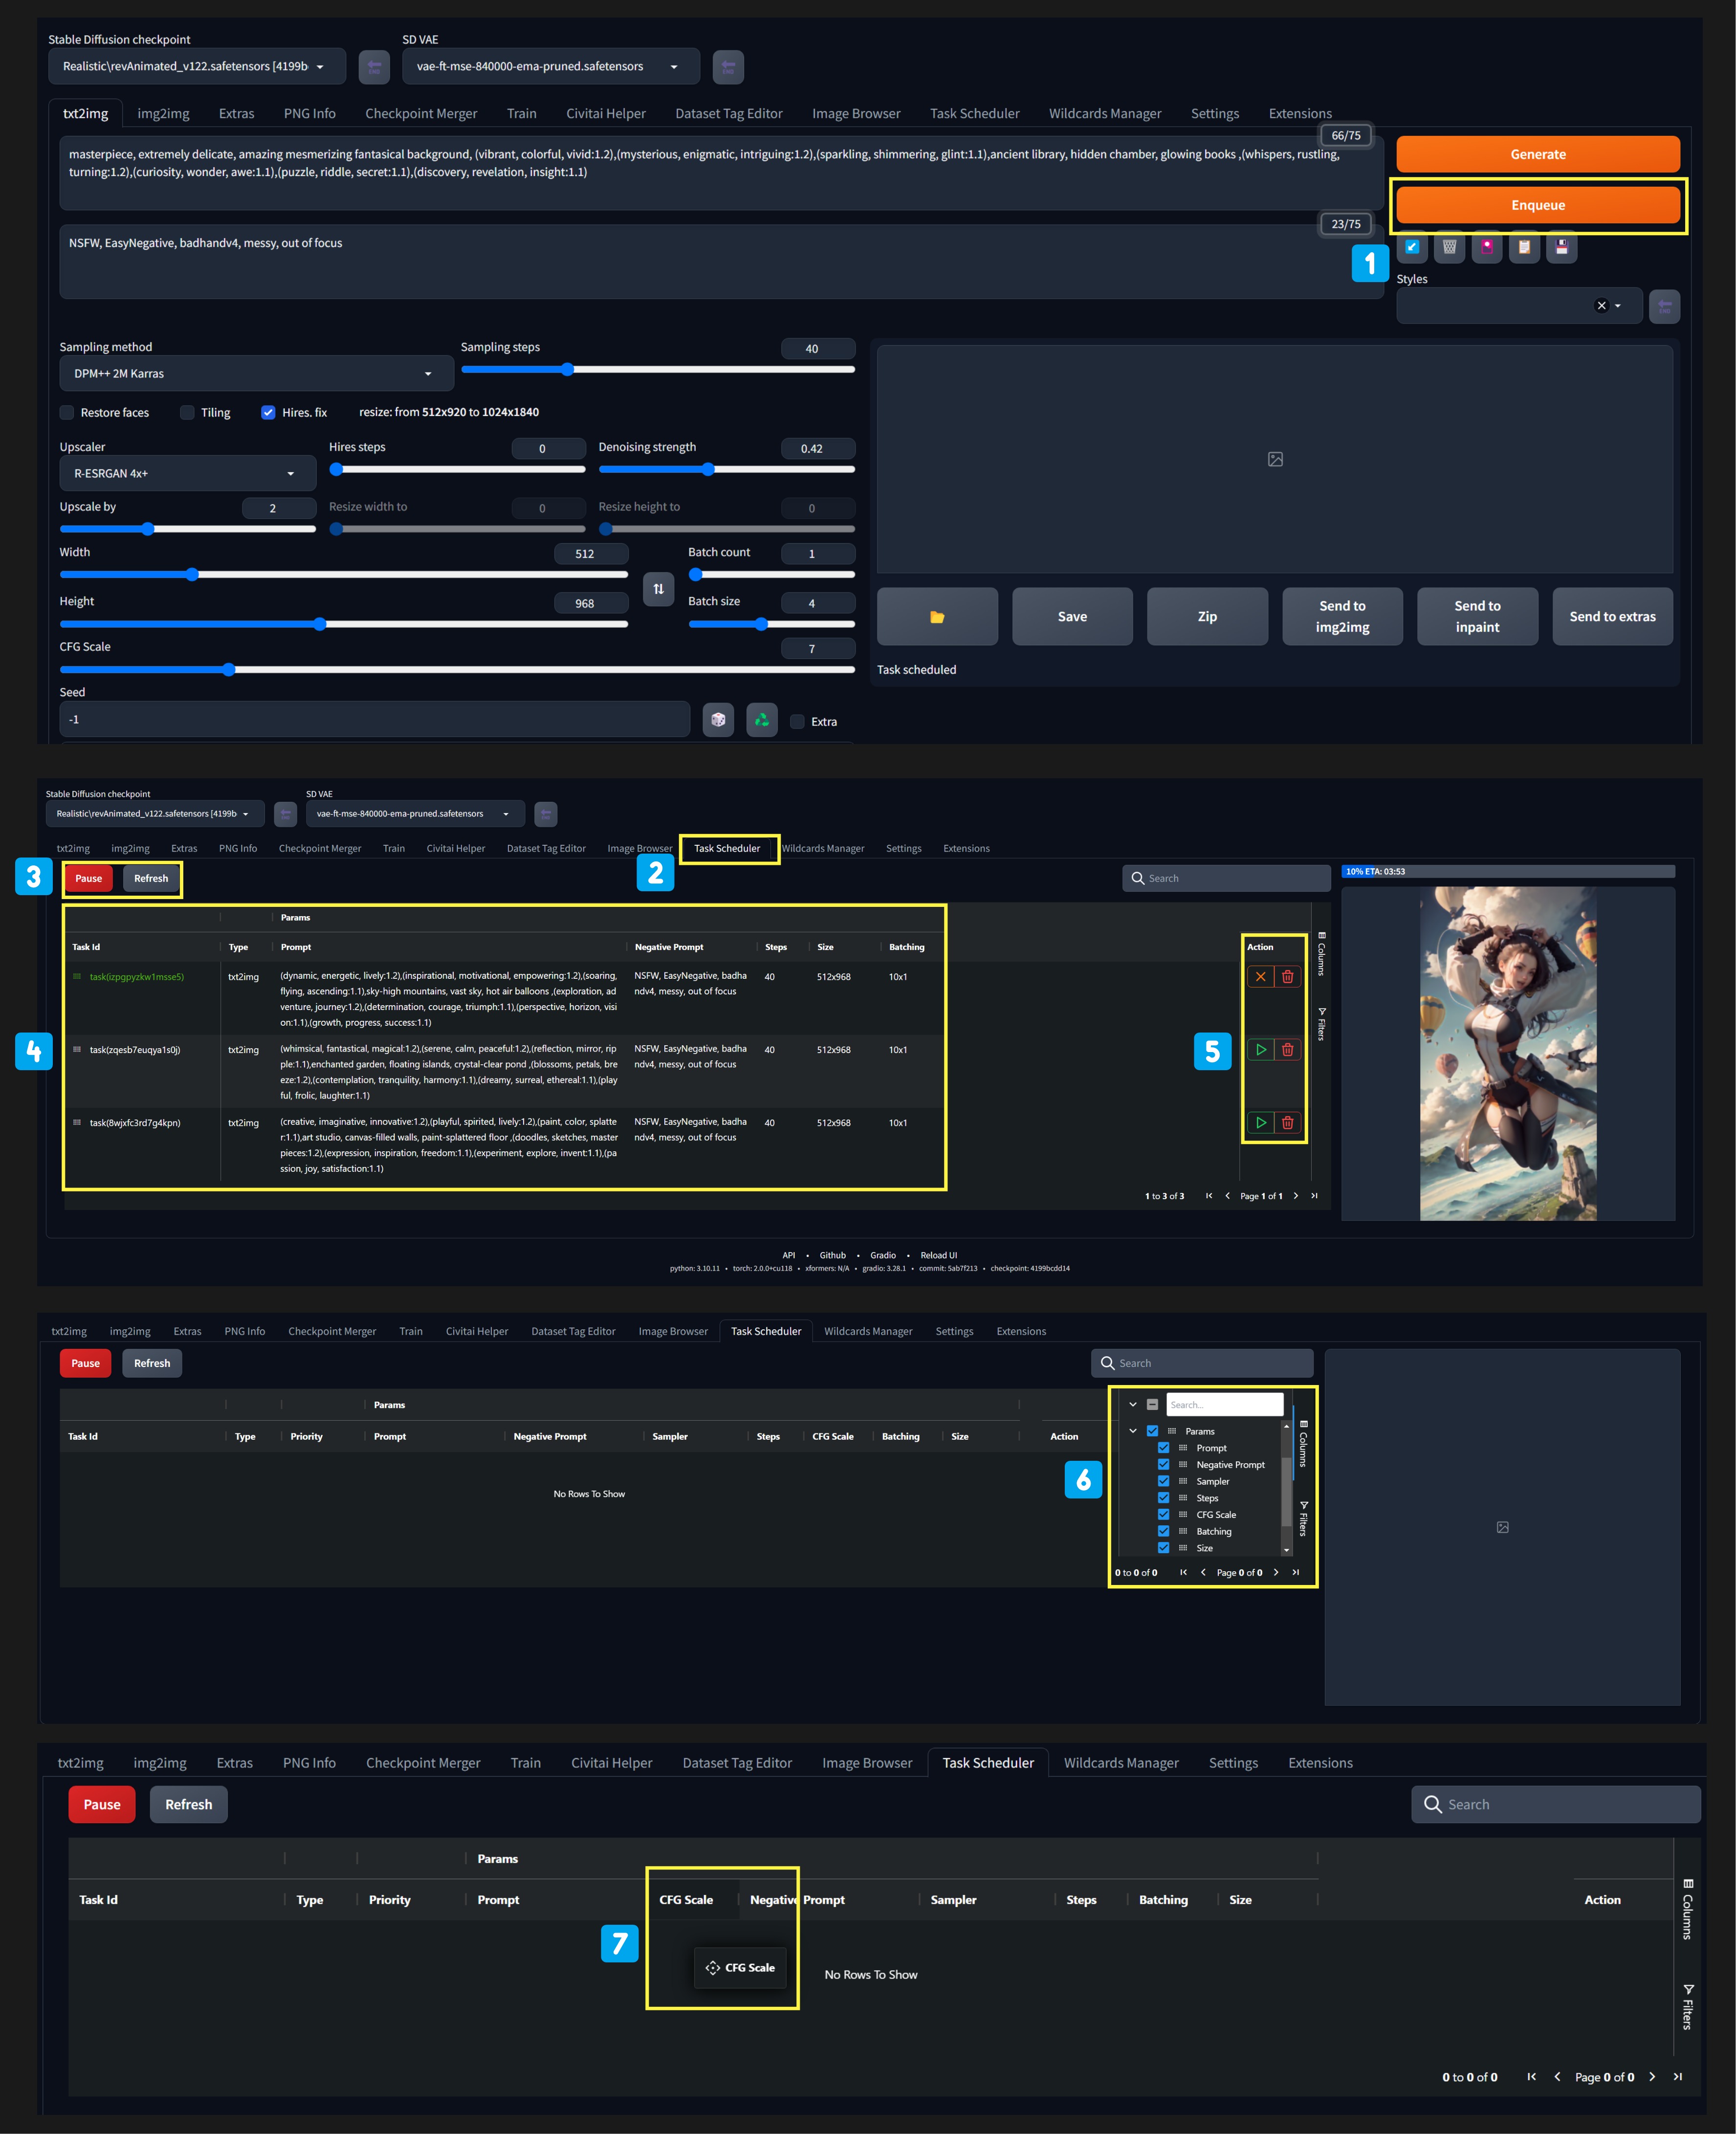 Stable Diffusion checkpoint
SD VAE
Realistic\revAnimated_v122.safetensors [4199b
vae-ft-mse-840000-ema-pruned.safetensors
txt2img img2img Extras PNG Info Checkpoint Merger Train Civitai Helper Dataset Tag Editor Image Browser Task Scheduler Wildcards Manager Settings Extensions
66/75
masterpiece, extremely delicate, amazing mesmerizing fantasical background, (vibrant, colorful, vivid:1.2),(mysterious, enigmatic, intriguing:1.2),(sparkling, shimmering, glint:1.1),ancient library, hidden chamber, glowing books ,(whispers, rustling,
turning:1.2),(curiosity, wonder, awe:1.1),(puzzle, riddle, secret:1.1),(discovery, revelation, insight:1.1)
Generate
Enqueue
23/75
NSFW, EasyNegative, badhandv4, messy, out of focus
1
Styles
Sampling method
DPM++ 2M Karras
Sampling steps 40
Restore faces Tiling Hires. fix resize: from 512x920 to 1024x1840
Upscaler
R-ESRGAN 4x+
Hires steps 0
Denoising strength 0.42
Upscale by 2
Resize width to 0
Resize height to 0
Width 512
Batch count 1
Height 968
Batch size 4
CFG Scale 7
Seed
-1
Extra
Save
Zip
Send to
img2img
Send to
inpaint
Send to extras
Task scheduled
Stable Diffusion checkpoint
SD VAE
Realistic\revAnimated_v122.safetensors [4199b
vae-ft-mse-840000-ema-pruned.safetensors
txt2img img2img Extras PNG Info Checkpoint Merger Train Civitai Helper Dataset Tag Editor Image Browser Task Scheduler Wildcards Manager Settings Extensions
2
3
Pause Refresh
Search
10% ETA: 03:53
Params
Task Id Type Prompt Negative Prompt Steps Size Batching Action
Columns
Filters
4
5
task(izpgpyzkw1msse5) txt2img
(dynamic, energetic, lively:1.2),(inspirational, motivational, empowering:1.2),(soaring,
flying, ascending:1.1),sky-high mountains, vast sky, hot air balloons ,(exploration, ad
venture, journey:1.2),(determination, courage, triumph:1.1),(perspective, horizon, visi
on:1.1),(growth, progress, success:1.1)
NSFW, EasyNegative, badha
ndv4, messy, out of focus
40 512x968 10x1
task(zqesb7euqya1s0j) txt2img
(whimsical, fantastical, magical:1.2),(serene, calm, peaceful:1.2),(reflection, mirror, rip
ple:1.1),enchanted garden, floating islands, crystal-clear pond ,(blossoms, petals, bre
eze:1.2),(contemplation, tranquility, harmony:1.1),(dreamy, surreal, ethereal:1.1),(play
ful, frolic, laughter:1.1)
NSFW, EasyNegative, badha
ndv4, messy, out of focus
40 512x968 10x1
task(8wjxfc3rd7g4kpn) txt2img
(creative, imaginative, innovative:1.2),(playful, spirited, lively:1.2),(paint, color, splatte
r:1.1),art studio, canvas-filled walls, paint-splattered floor ,(doodles, sketches, master
pieces:1.2),(expression, inspiration, freedom:1.1),(experiment, explore, invent:1.1),(pa
ssion, joy, satisfaction:1.1)
NSFW, EasyNegative, badha
ndv4, messy, out of focus
40 512x968 10x1
1 to 3 of 3 Page 1 of 1
API • Github • Gradio • Reload UI
python: 3.10.11 • torch: 2.0.0+cu118 • xformers: N/A • gradio: 3.28.1 • commit: 5ab7f213 • checkpoint: 4199bcdd14
txt2img img2img Extras PNG Info Checkpoint Merger Train Civitai Helper Dataset Tag Editor Image Browser Task Scheduler Wildcards Manager Settings Extensions
Pause Refresh
Search
Params
Task Id Type Priority Prompt Negative Prompt Sampler Steps CFG Scale Batching Size Action
No Rows To Show
6
Search...
Params
Prompt
Negative Prompt
Sampler
Steps
CFG Scale
Batching
Size
Columns
Filters
0 to 0 of 0 Page 0 of 0
txt2img img2img Extras PNG Info Checkpoint Merger Train Civitai Helper Dataset Tag Editor Image Browser Task Scheduler Wildcards Manager Settings Extensions
Pause Refresh
Search
Params
Task Id Type Priority Prompt CFG Scale Negative Prompt Sampler Steps Batching Size Action
7
CFG Scale
No Rows To Show
Columns
Filters
0 to 0 of 0 Page 0 of 0